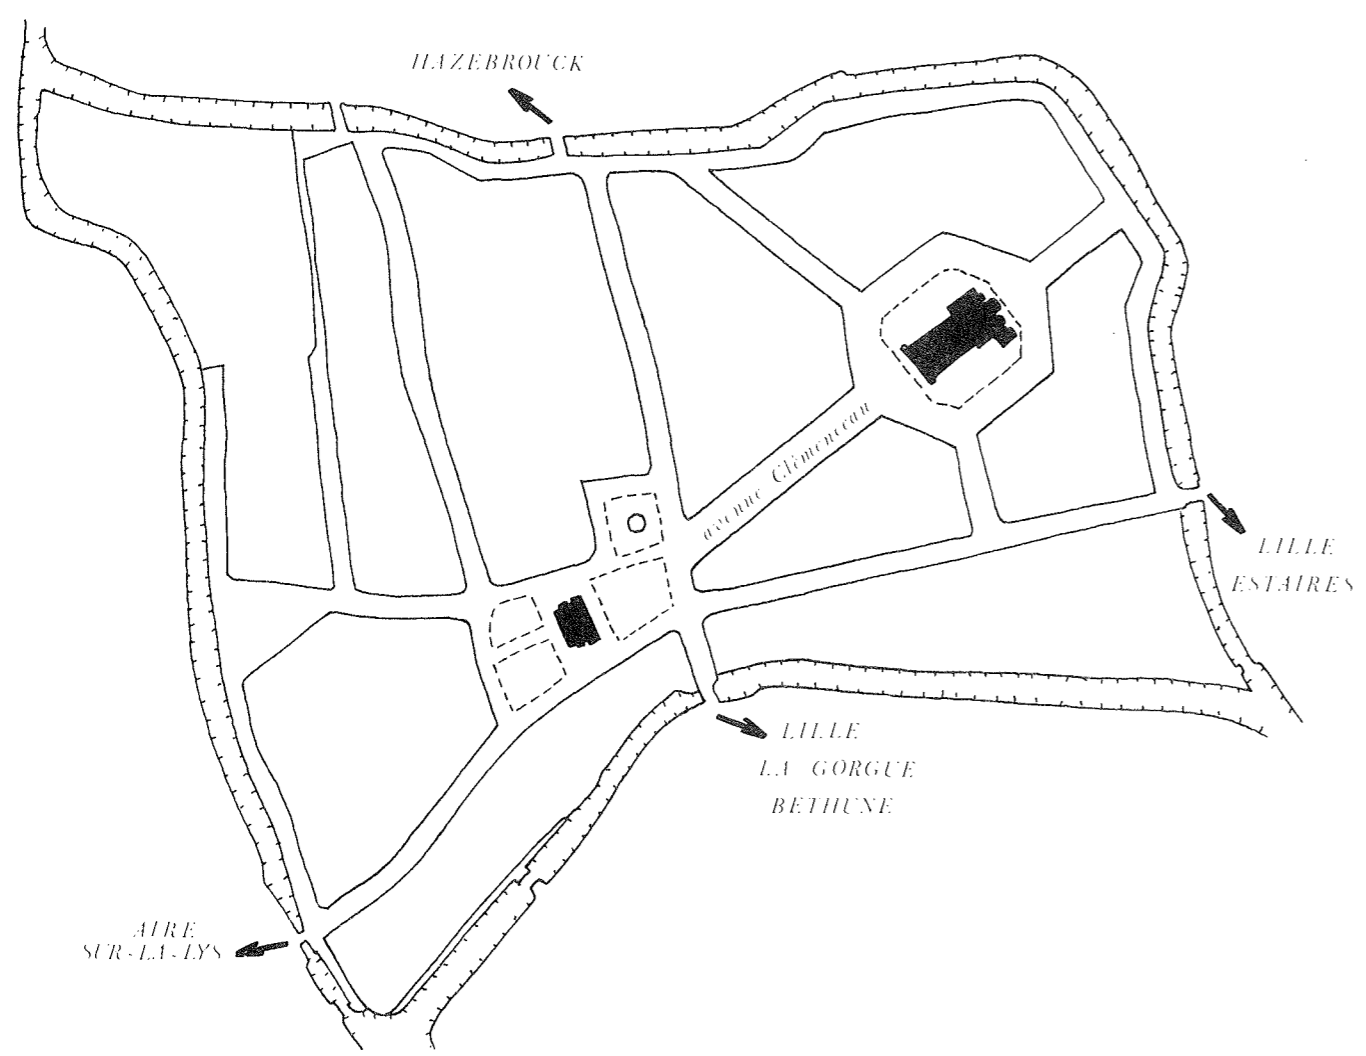 HAZEBROUCK
avenue Clémenceau
LILLE
ESTAIRES
LILLE
LA GORGUE
BETHUNE
AIRE
SUR-LA-LYS